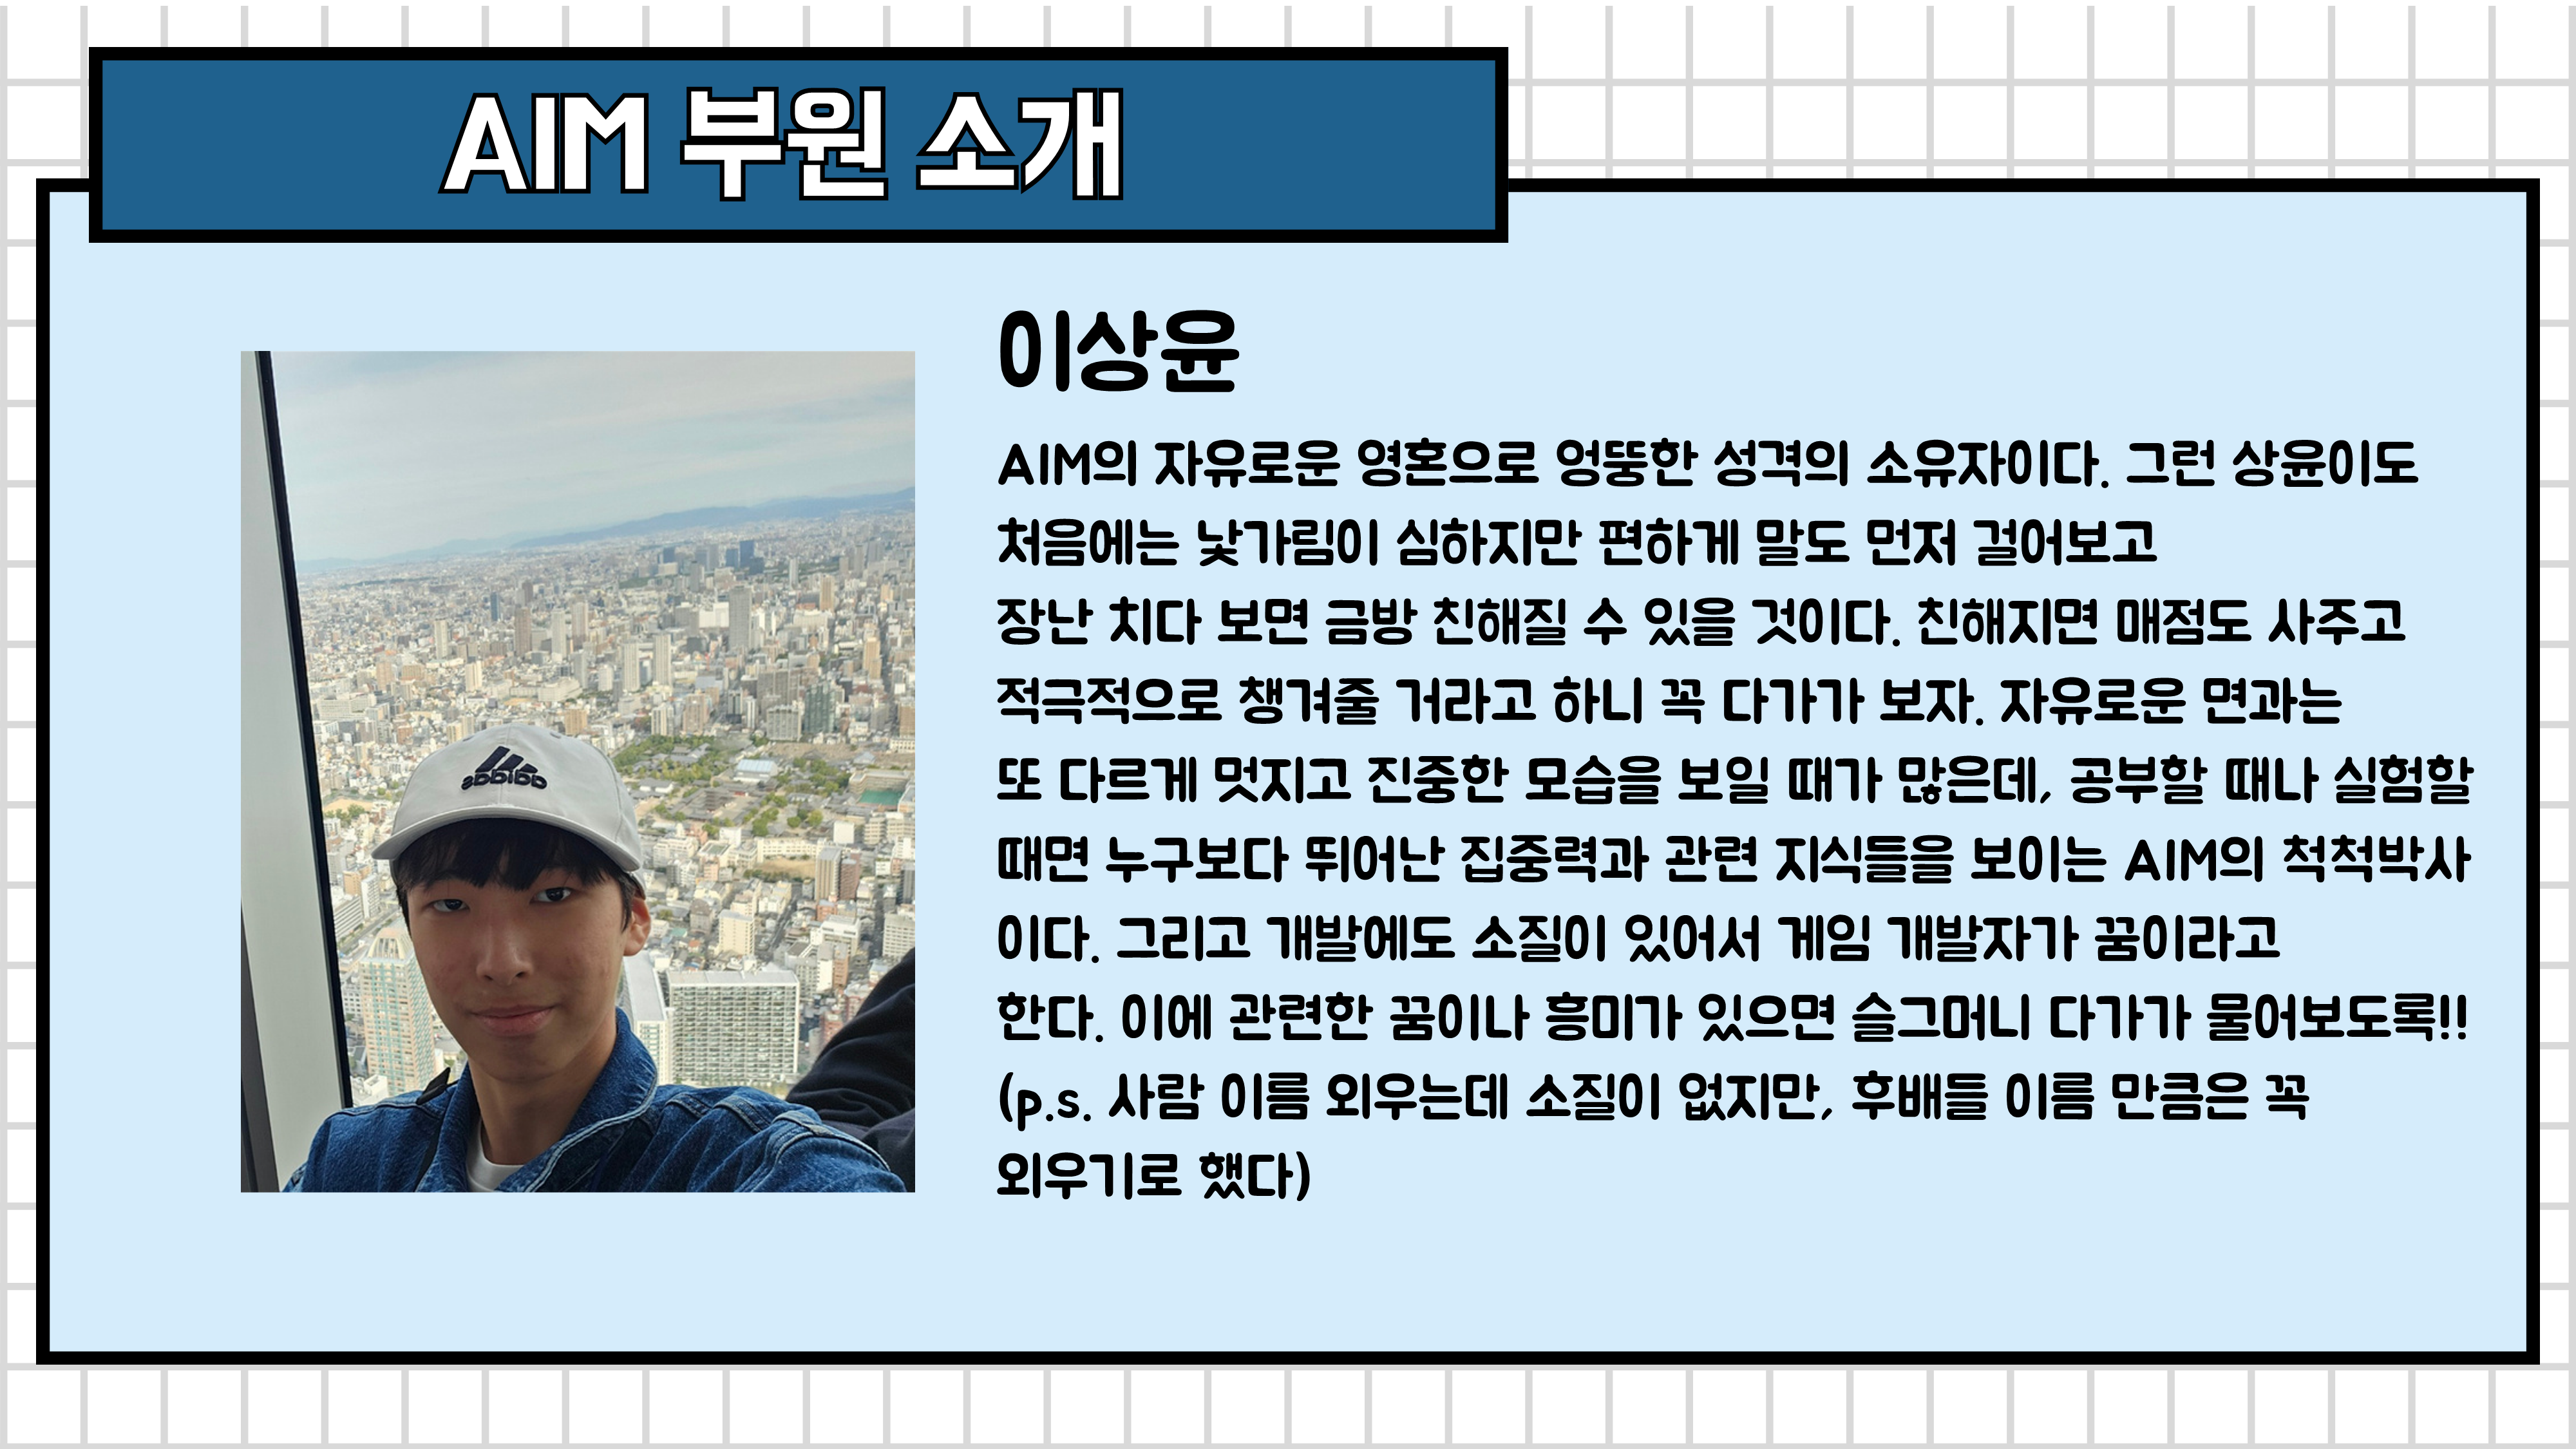 AIM 부원 소개
이상윤
AIM의 자유로운 영혼으로 엉뚱한 성격의 소유자이다. 그런 상윤이도
처음에는 낯가림이 심하지만 편하게 말도 먼저 걸어보고
장난 치다 보면 금방 친해질 수 있을 것이다. 친해지면 매점도 사주고
적극적으로 챙겨줄 거라고 하니 꼭 다가가 보자. 자유로운 면과는
또 다르게 멋지고 진중한 모습을 보일 때가 많은데, 공부할 때나 실험할
때면 누구보다 뛰어난 집중력과 관련 지식들을 보이는 AIM의 척척박사
이다. 그리고 개발에도 소질이 있어서 게임 개발자가 꿈이라고
한다. 이에 관련한 꿈이나 흥미가 있으면 슬그머니 다가가 물어보도록!!
(p.s. 사람 이름 외우는데 소질이 없지만, 후배들 이름 만큼은 꼭
외우기로 했다)
adidas